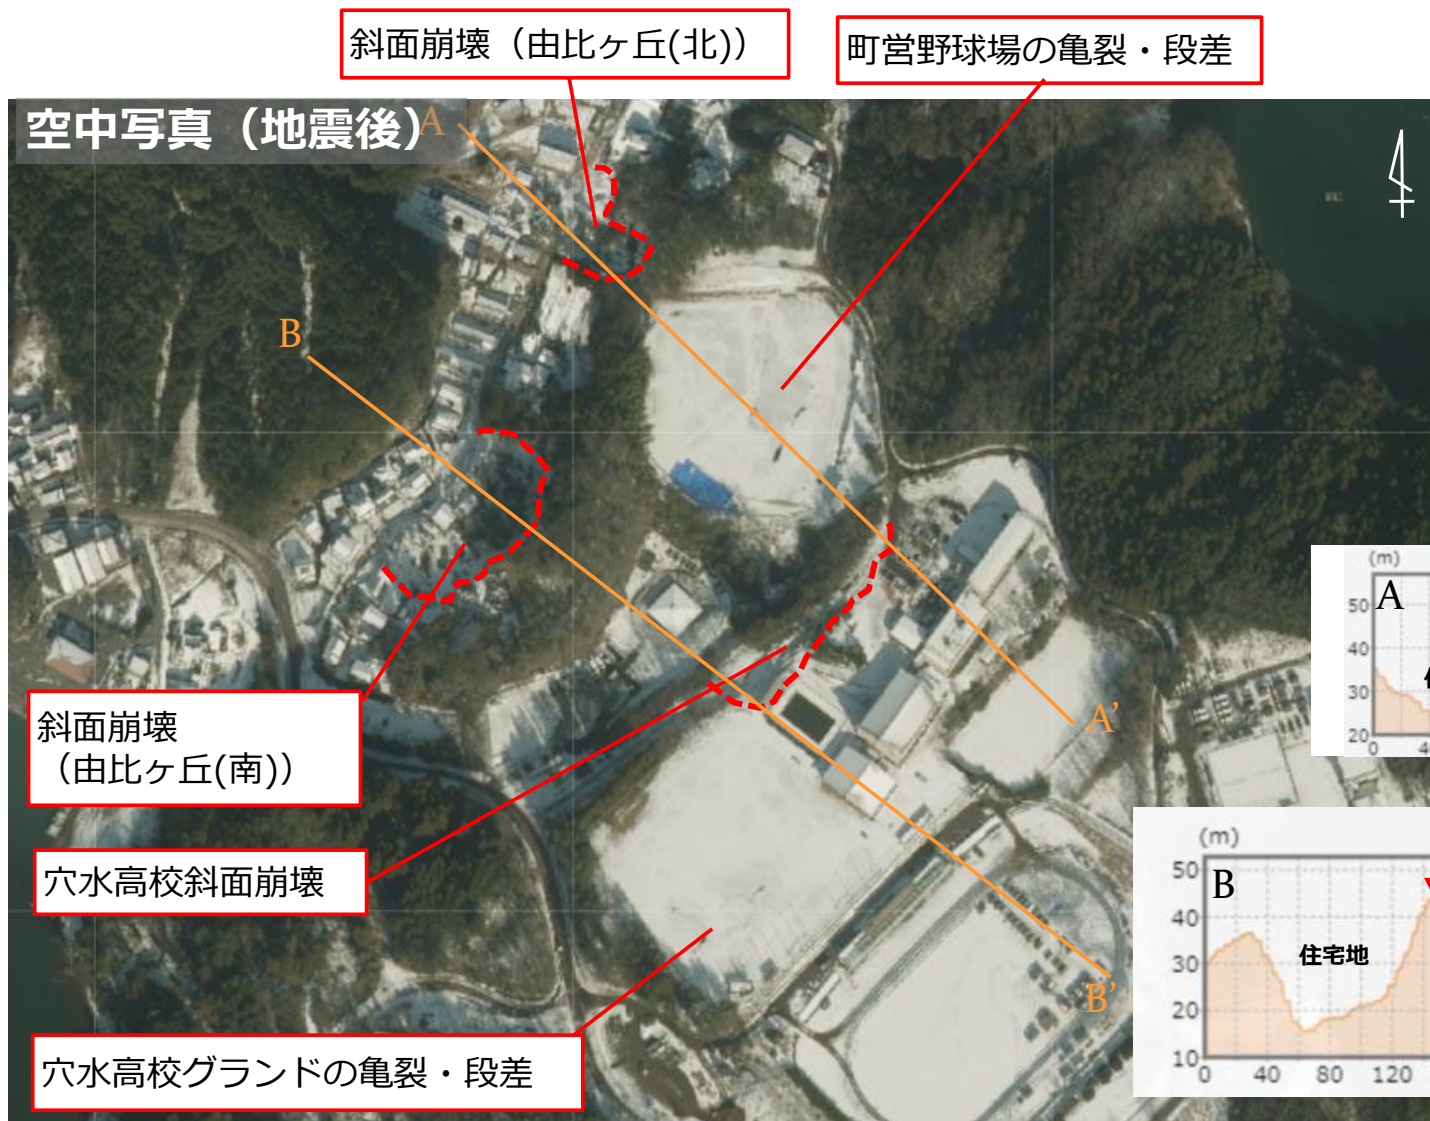 斜面崩壊（由比ヶ丘(北)）
町営野球場の亀裂・段差
空中写真（地震後）
A
B
斜面崩壊
（由比ヶ丘(南)）
穴水高校斜面崩壊
穴水高校グランドの亀裂・段差
A'
B'
(m)
50
A
40
30
20
0
(m)
50
B
40
住宅地
30
20
10
0 40 80 120